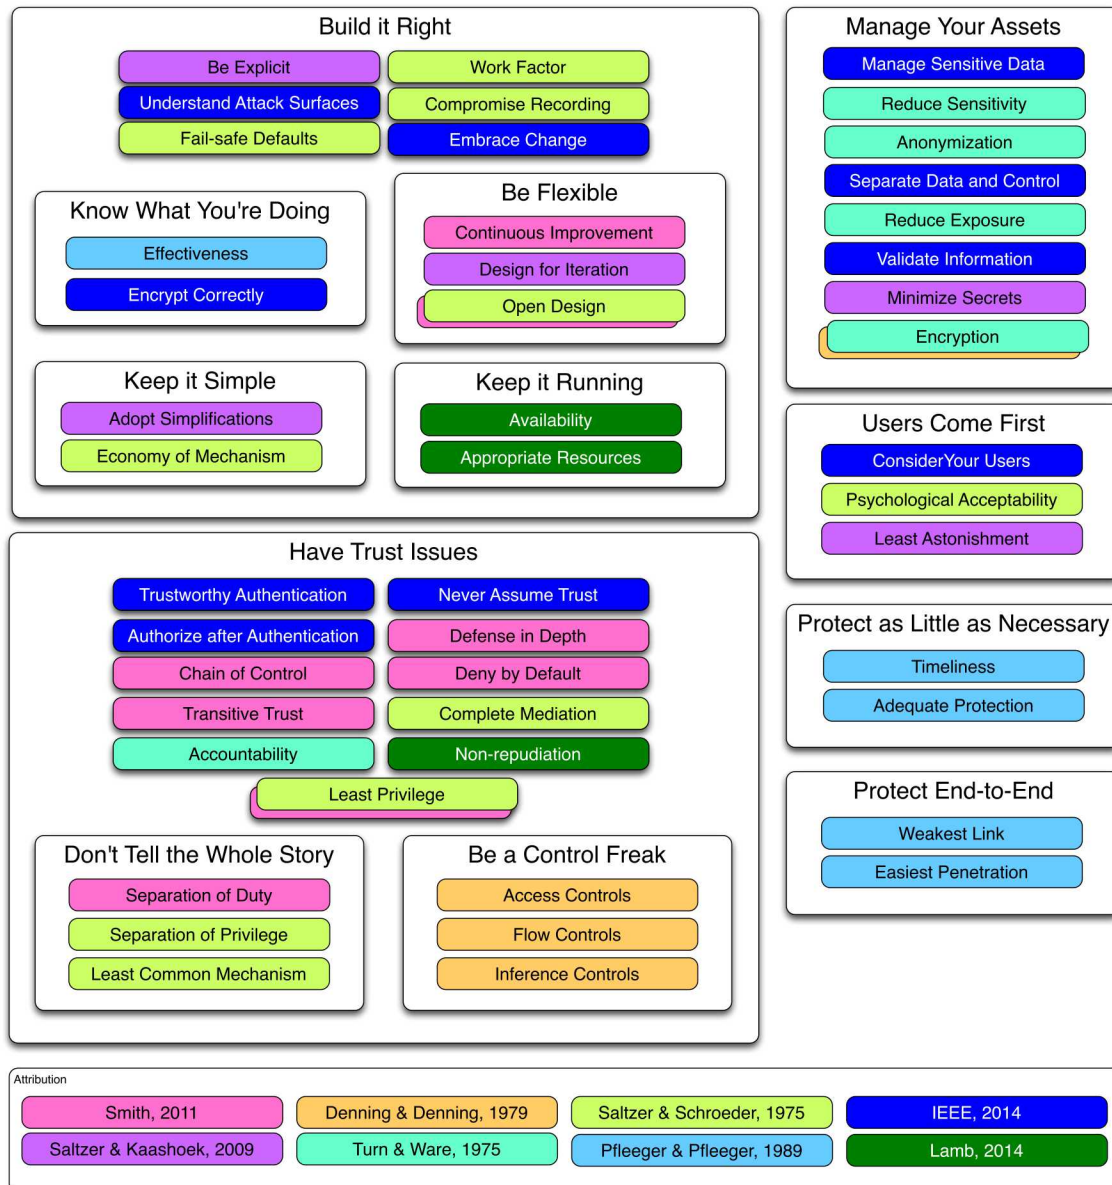 Build it Right
Be Explicit
Work Factor
Understand Attack Surfaces
Compromise Recording
Fail-safe Defaults
Embrace Change
Know What You're Doing
Effectiveness
Encrypt Correctly
Be Flexible
Continuous Improvement
Design for Iteration
Open Design
Keep it Simple
Adopt Simplifications
Economy of Mechanism
Keep it Running
Availability
Appropriate Resources
Have Trust Issues
Trustworthy Authentication
Never Assume Trust
Authorize after Authentication
Defense in Depth
Chain of Control
Deny by Default
Transitive Trust
Complete Mediation
Accountability
Non-repudiation
Least Privilege
Don't Tell the Whole Story
Separation of Duty
Separation of Privilege
Least Common Mechanism
Be a Control Freak
Access Controls
Flow Controls
Inference Controls
Manage Your Assets
Manage Sensitive Data
Reduce Sensitivity
Anonymization
Separate Data and Control
Reduce Exposure
Validate Information
Minimize Secrets
Encryption
Users Come First
ConsiderYour Users
Psychological Acceptability
Least Astonishment
Protect as Little as Necessary
Timeliness
Adequate Protection
Protect End-to-End
Weakest Link
Easiest Penetration
Attribution
Smith, 2011
Denning & Denning, 1979
Saltzer & Schroeder, 1975
IEEE, 2014
Saltzer & Kaashoek, 2009
Turn & Ware, 1975
Pfleeger & Pfleeger, 1989
Lamb, 2014